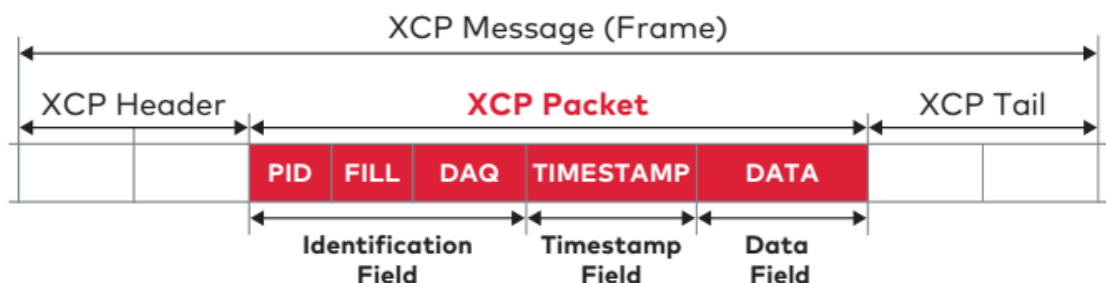 XCP Message (Frame)
XCP Header XCP Packet XCP Tail
PID FILL DAQ TIMESTAMP DATA
Identification Timestamp Data
Field Field Field